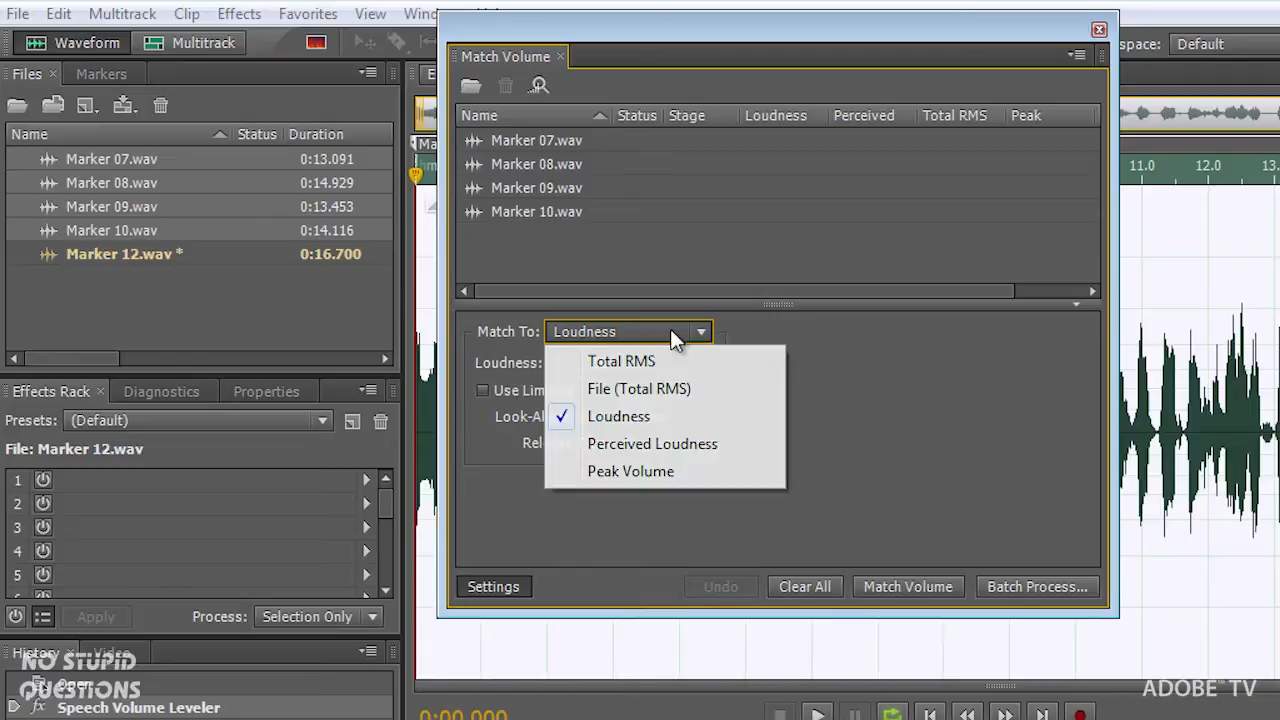 File Edit Multitrack Clip Effects Favorites View
Waveform Multitrack
space: Default
Files × Markers
Name Status Duration
Marker 07.wav 0:13.091
Marker 08.wav 0:14.929
Marker 09.wav 0:13.453
Marker 10.wav 0:14.116
Marker 12.wav * 0:16.700
Match Volume ×
Name Status Stage Loudness Perceived Total RMS Peak
Marker 07.wav
Marker 08.wav
Marker 09.wav
Marker 10.wav
11.0 12.0 13.
Match To: Loudness
Loudness:
Total RMS
File (Total RMS)
Loudness
Perceived Loudness
Peak Volume
Settings Undo Clear All Match Volume Batch Process...
Effects Rack × Diagnostics Properties
Presets: (Default)
File: Marker 12.wav
1
2
3
4
5
Apply Process: Selection Only
History × Video
Open
Speech Volume Leveler
NO STUPID
QUESTIONS
0:00.000
ADOBE™ TV